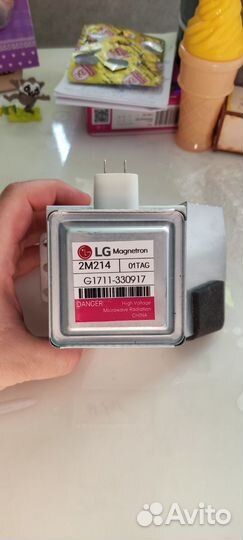 LG Magnetron
2M214 01TAG
G1711-330917
DANGER High Voltage
Microwave Radiation
CHINA
Avito